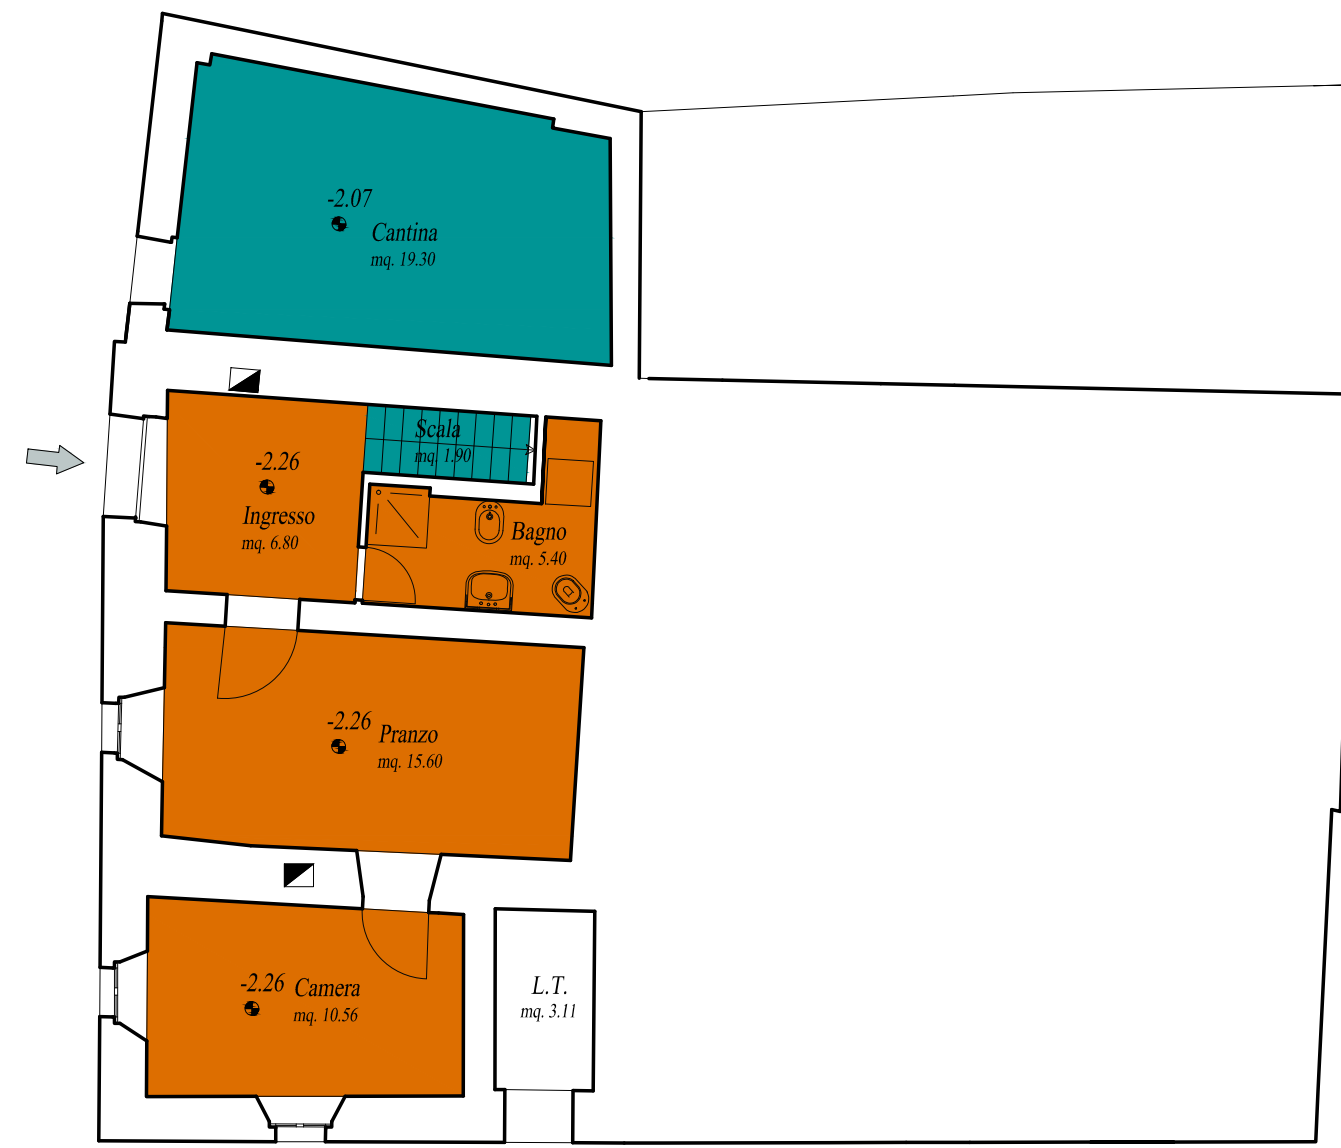 -2.07
Cantina
mq. 19.30
Scala
mq. 1.90
-2.26
Ingresso
mq. 6.80
Bagno
mq. 5.40
-2.26
Pranzo
mq. 15.60
-2.26
Camera
mq. 10.56
L.T.
mq. 3.11